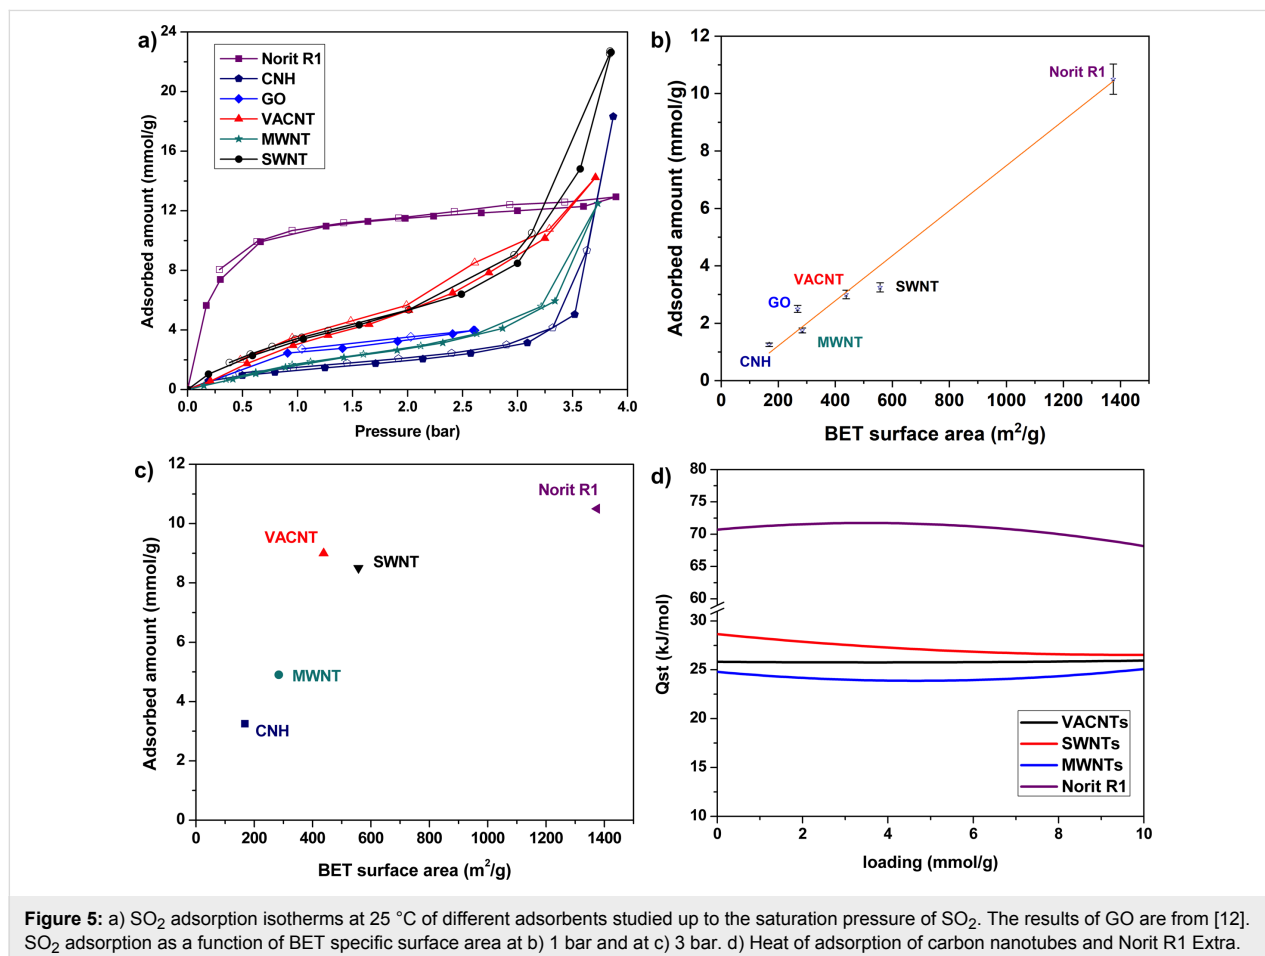 a)
24
20
16
12
8
4
0
Adsorbed amount (mmol/g)
Norit R1
CNH
GO
VACNT
MWNT
SWNT
0.0 0.5 1.0 1.5 2.0 2.5 3.0 3.5 4.0
Pressure (bar)
b)
12
10
8
6
4
2
0
Adsorbed amount (mmol/g)
Norit R1
VACNT
SWNT
GO
MWNT
CNH
0 200 400 600 800 1000 1200 1400
BET surface area (m²/g)
c)
12
10
8
6
4
2
0
Adsorbed amount (mmol/g)
Norit R1
VACNT
SWNT
MWNT
CNH
0 200 400 600 800 1000 1200 1400
BET surface area (m²/g)
d)
80
75
70
65
60
30
25
20
15
10
Qst (kJ/mol)
VACNTs
SWNTs
MWNTs
Norit R1
0 2 4 6 8 10
loading (mmol/g)
Figure 5: a) SO₂ adsorption isotherms at 25 °C of different adsorbents studied up to the saturation pressure of SO₂. The results of GO are from [12].
SO₂ adsorption as a function of BET specific surface area at b) 1 bar and at c) 3 bar. d) Heat of adsorption of carbon nanotubes and Norit R1 Extra.